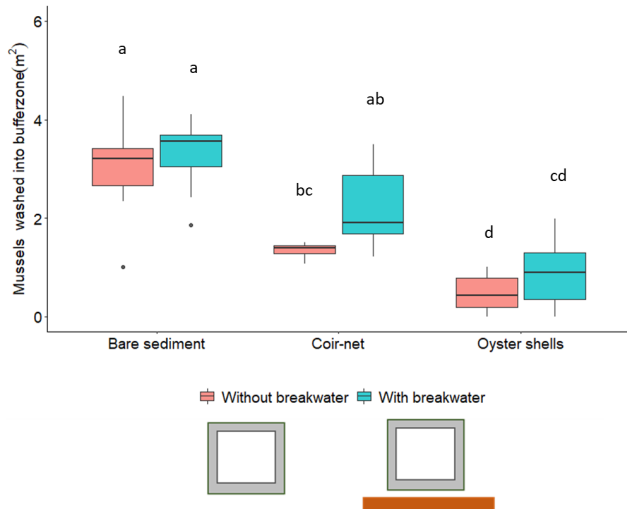 Mussels washed into bufferzone(m²)
6
4
2
0
a
a
bc
ab
d
cd
Bare sediment
Coir-net
Oyster shells
Without breakwater
With breakwater